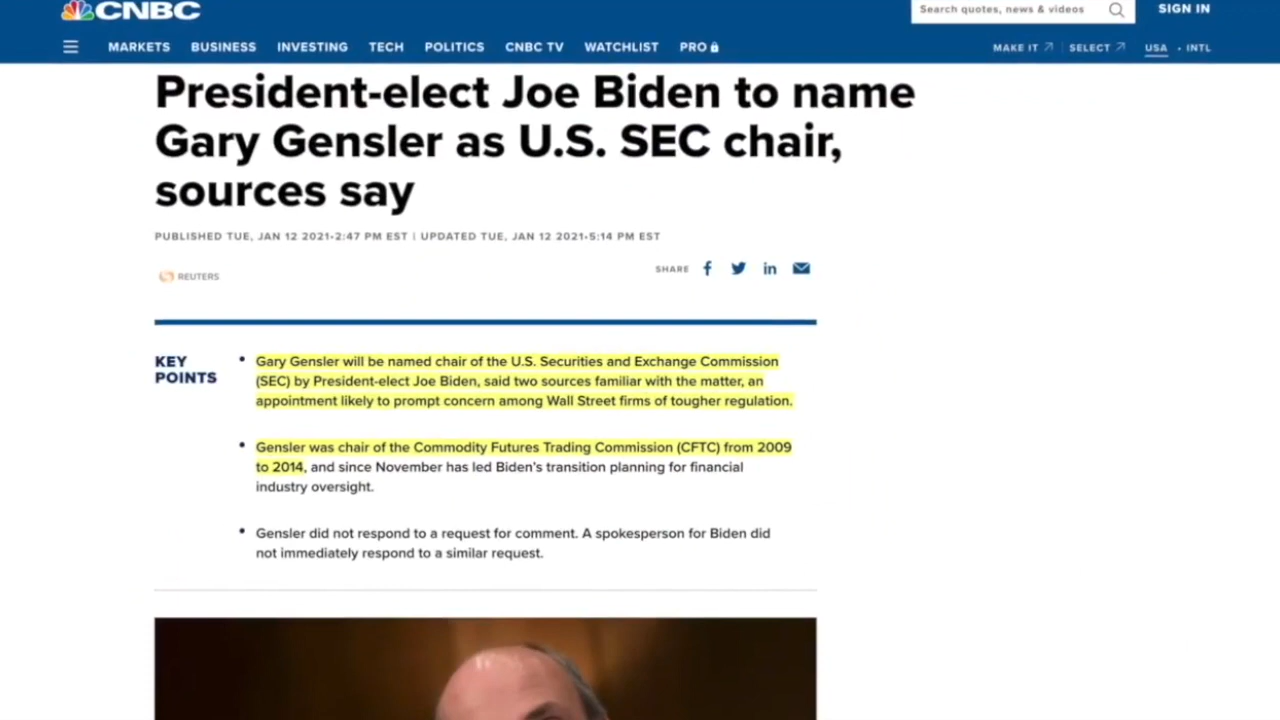 CNBC
Search quotes, news & videos
SIGN IN
MARKETS BUSINESS INVESTING TECH POLITICS CNBC TV WATCHLIST PRO
MAKE IT SELECT USA • INTL
President-elect Joe Biden to name
Gary Gensler as U.S. SEC chair,
sources say
PUBLISHED TUE, JAN 12 2021•2:47 PM EST | UPDATED TUE, JAN 12 2021•5:14 PM EST
REUTERS
SHARE
KEY
POINTS
• Gary Gensler will be named chair of the U.S. Securities and Exchange Commission
(SEC) by President-elect Joe Biden, said two sources familiar with the matter, an
appointment likely to prompt concern among Wall Street firms of tougher regulation.
• Gensler was chair of the Commodity Futures Trading Commission (CFTC) from 2009
to 2014, and since November has led Biden's transition planning for financial
industry oversight.
• Gensler did not respond to a request for comment. A spokesperson for Biden did
not immediately respond to a similar request.